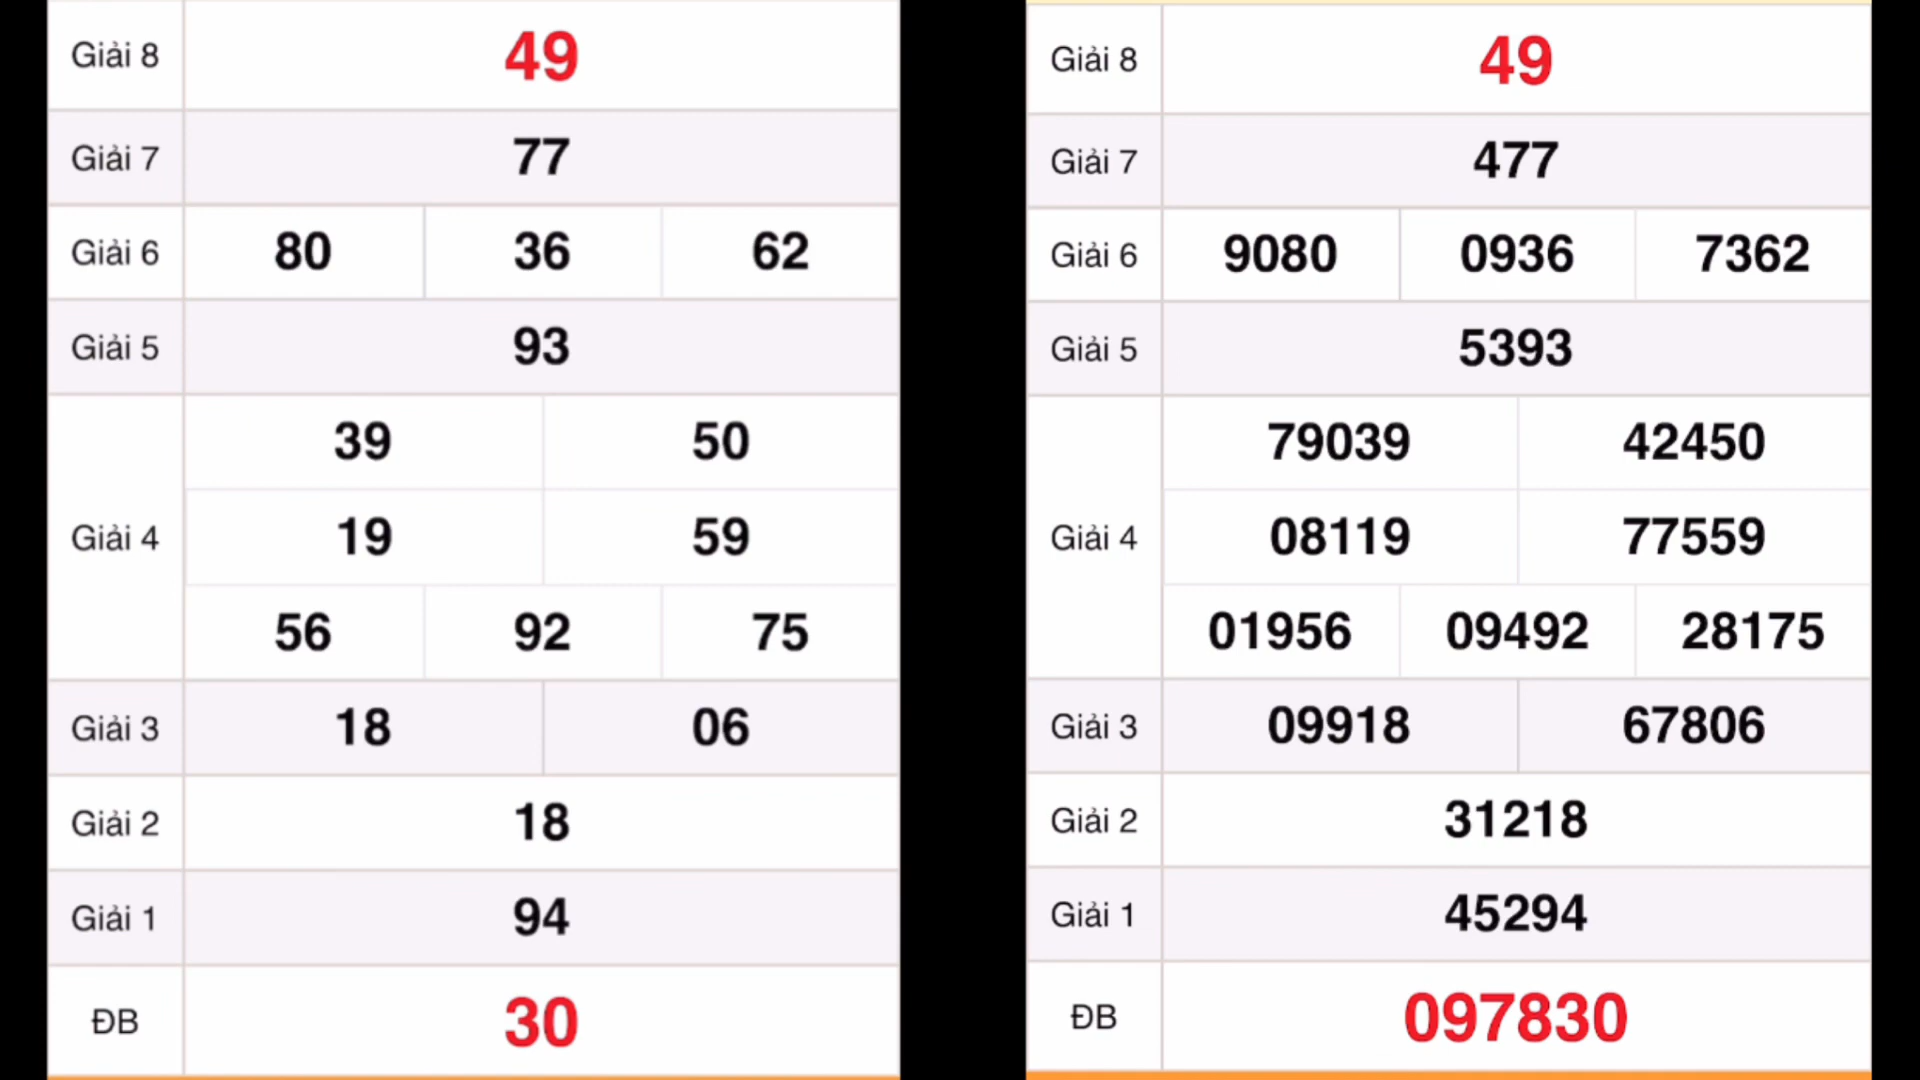 Giải 8 49
Giải 7 77
Giải 6 80 36 62
Giải 5 93
39 50
Giải 4 19 59
56 92 75
Giải 3 18 06
Giải 2 18
Giải 1 94
ĐB 30
Giải 8 49
Giải 7 477
Giải 6 9080 0936 7362
Giải 5 5393
79039 42450
Giải 4 08119 77559
01956 09492 28175
Giải 3 09918 67806
Giải 2 31218
Giải 1 45294
ĐB 097830